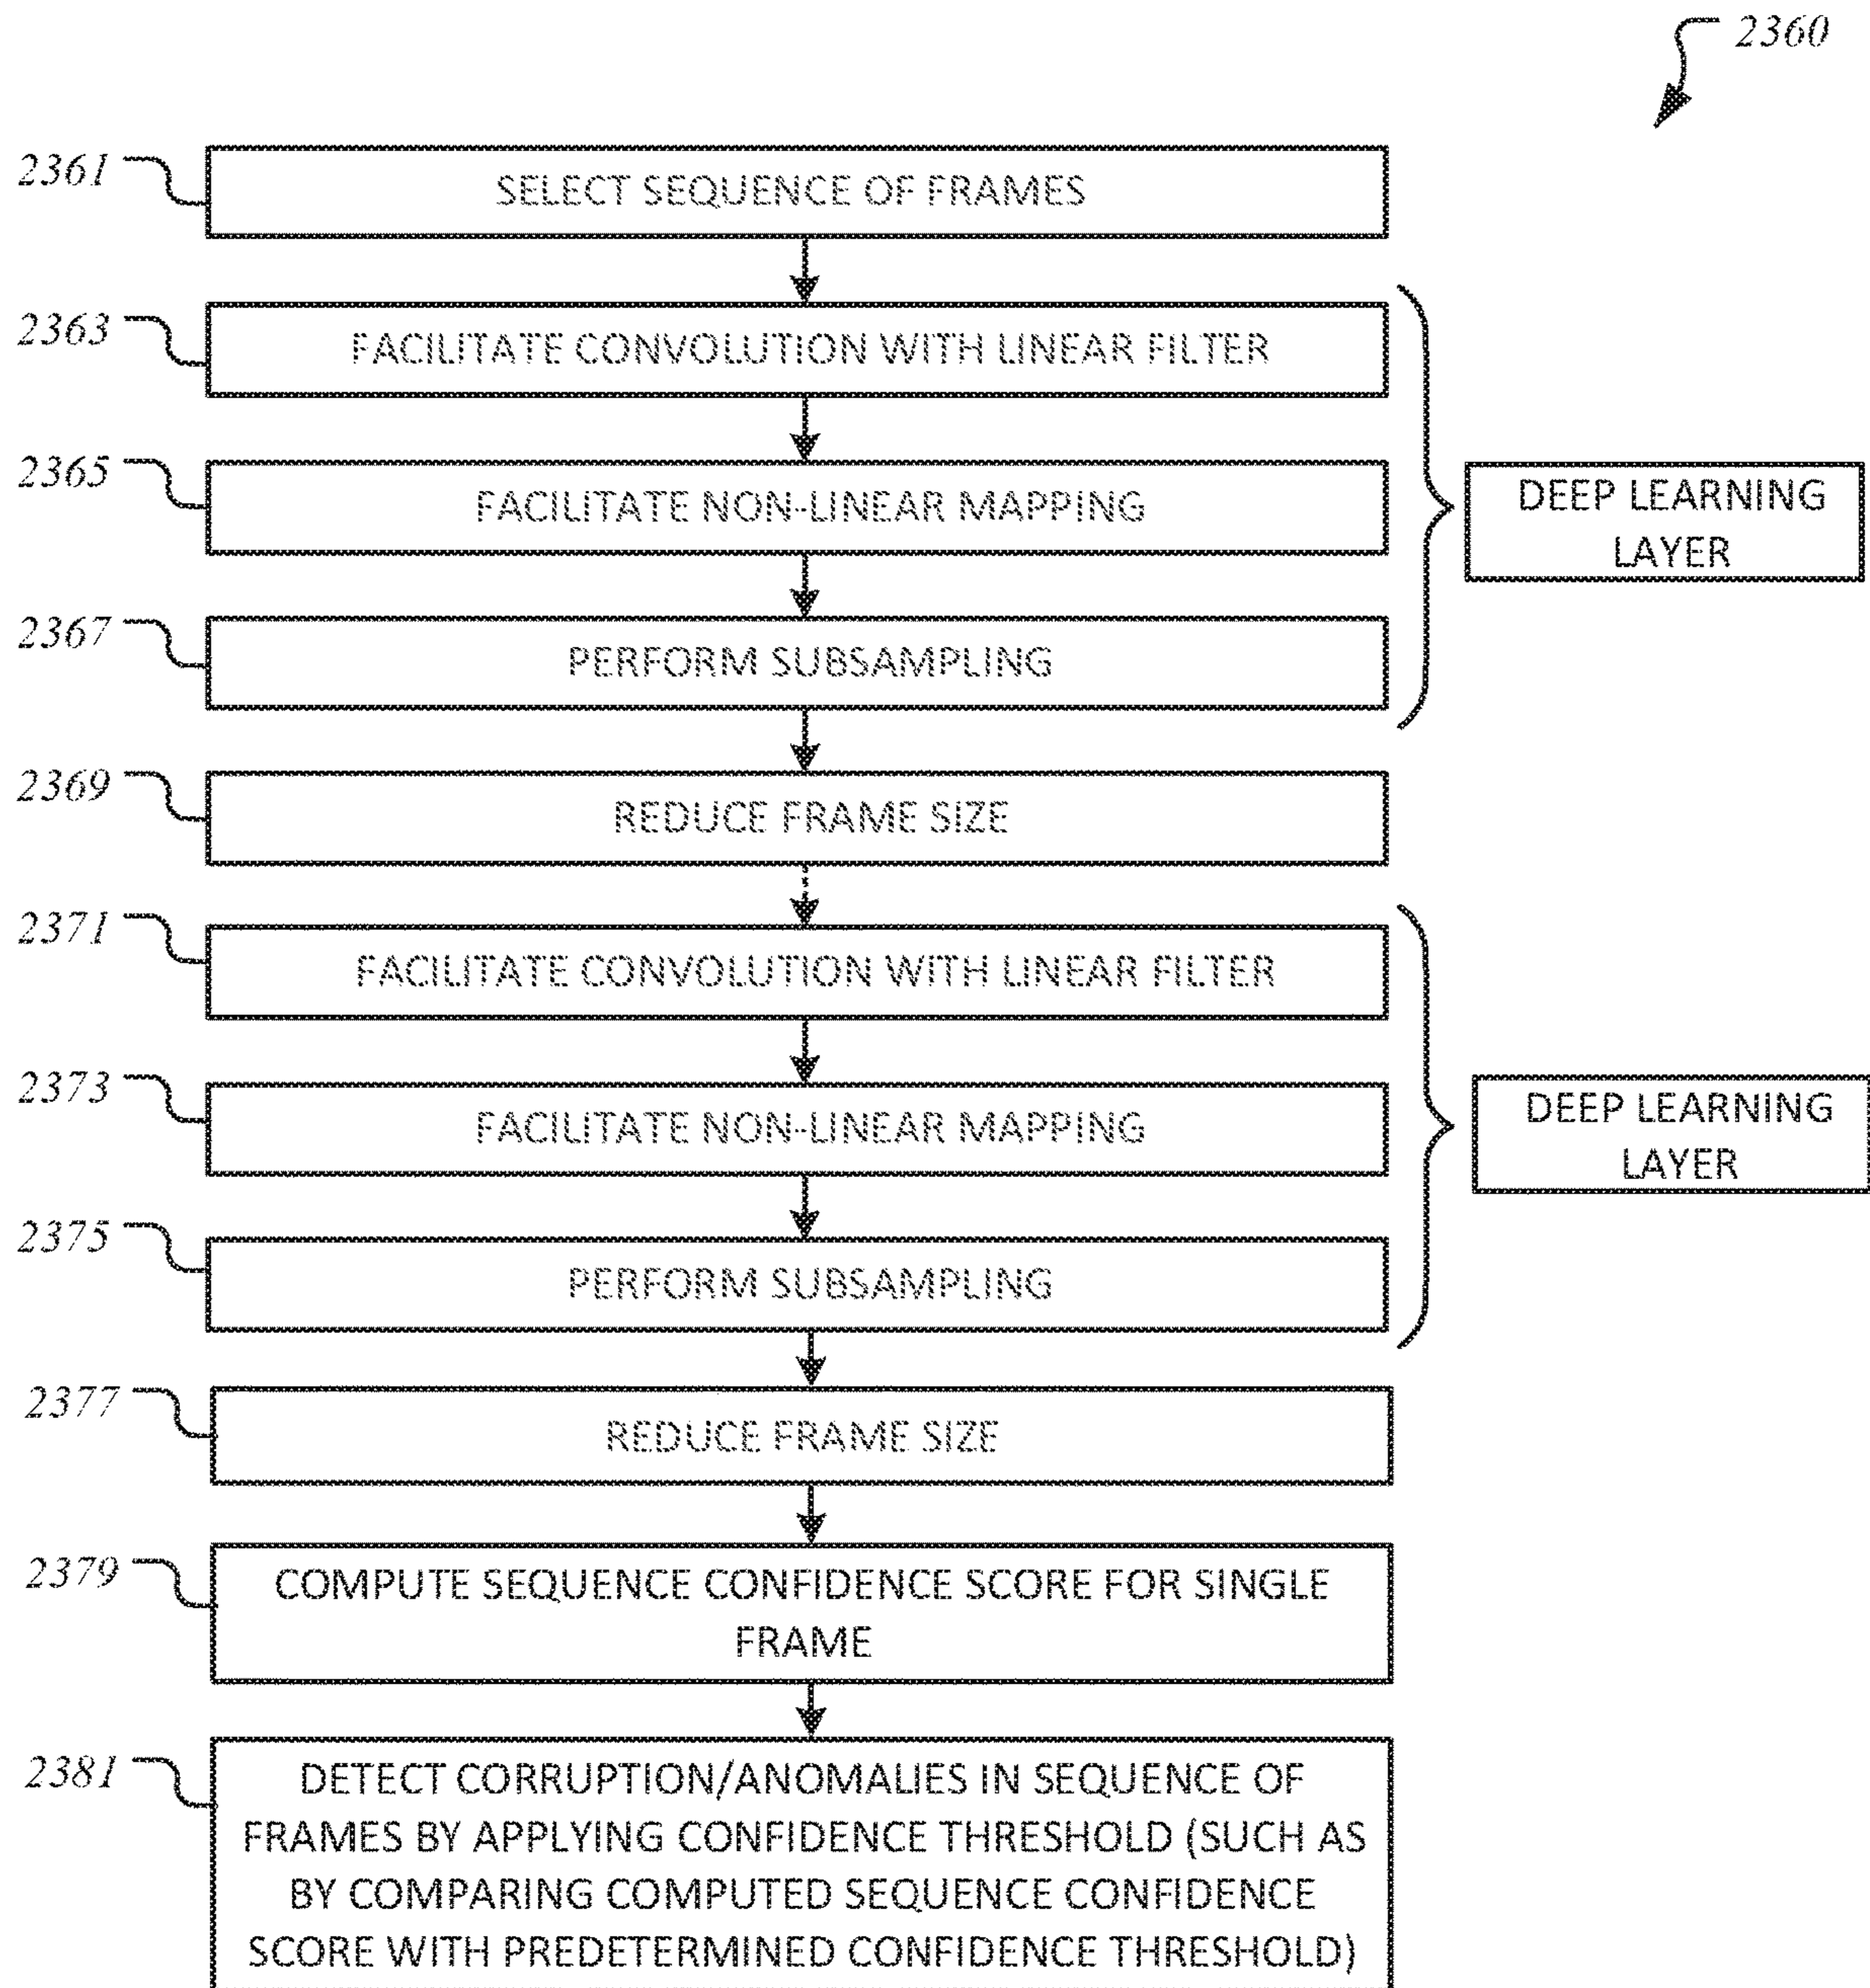 2360
2361
SELECT SEQUENCE OF FRAMES
2363
FACILITATE CONVOLUTION WITH LINEAR FILTER
2365
FACILITATE NON-LINEAR MAPPING
DEEP LEARNING
LAYER
2367
PERFORM SUBSAMPLING
2369
REDUCE FRAME SIZE
2371
FACILITATE CONVOLUTION WITH LINEAR FILTER
2373
FACILITATE NON-LINEAR MAPPING
DEEP LEARNING
LAYER
2375
PERFORM SUBSAMPLING
2377
REDUCE FRAME SIZE
2379
COMPUTE SEQUENCE CONFIDENCE SCORE FOR SINGLE
FRAME
2381
DETECT CORRUPTION/ANOMALIES IN SEQUENCE OF
FRAMES BY APPLYING CONFIDENCE THRESHOLD (SUCH AS
BY COMPARING COMPUTED SEQUENCE CONFIDENCE
SCORE WITH PREDETERMINED CONFIDENCE THRESHOLD)